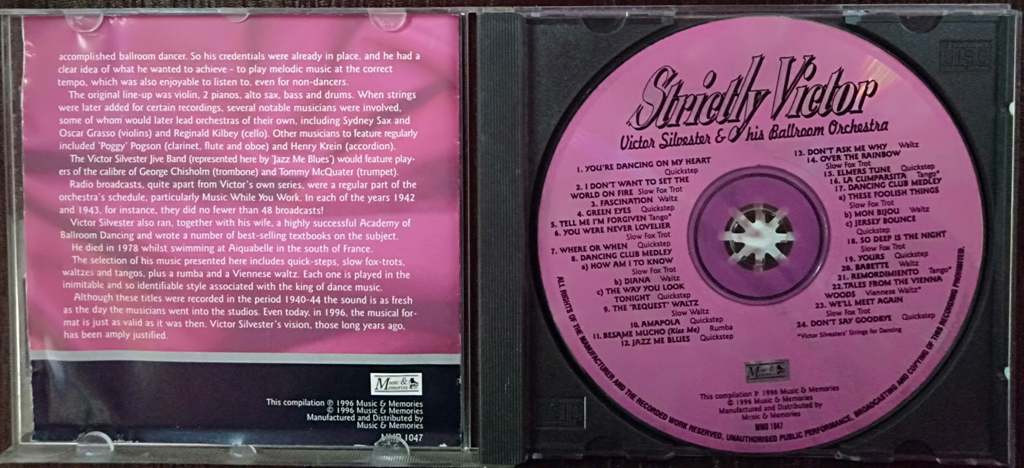 accomplished ballroom dancer. So his credentials were already in place, and he had a
clear idea of what he wanted to achieve - to play melodic music at the correct
tempo, which was also enjoyable to listen to, even for non-dancers.
The original line-up was violin, 2 pianos, alto sax, bass and drums. When strings
were later added for certain recordings, several notable musicians were involved,
some of whom would later lead orchestras of their own, including Sydney Sax and
Oscar Grasso (violins) and Reginald Kilbey (cello). Other musicians to feature regularly
included 'Poggy' Pogson (clarinet, flute and oboe) and Henry Krein (accordion).
The Victor Silvester Jive Band (represented here by 'Jazz Me Blues') would feature play-
ers of the calibre of George Chisholm (trombone) and Tommy McQuater (trumpet).
Radio broadcasts, quite apart from Victor's own series, were a regular part of the
orchestra's schedule, particularly Music While You Work. In each of the years 1942
and 1943, for instance, they did no fewer than 48 broadcasts!
Victor Silvester also ran, together with his wife, a highly successful Academy of
Ballroom Dancing and wrote a number of best-selling textbooks on the subject.
He died in 1978 whilst swimming at Aiquabelle in the south of France.
The selection of his music presented here includes quick-steps, slow fox-trots,
waltzes and tangos, plus a rumba and a Viennese waltz. Each one is played in the
inimitable and so identifiable style associated with the king of dance music.
Although these titles were recorded in the period 1940-44 the sound is as fresh
as the day the musicians went into the studios. Even today, in 1996, the musical for-
mat is just as valid as it was then. Victor Silvester's vision, those long years ago,
has been amply justified.
Music &
Memories
This compilation ℗ 1996 Music & Memories
© 1996 Music & Memories
Manufactured and Distributed by
Music & Memories
MMD 1047
Strictly Victor
Victor Silvester & his Ballroom Orchestra
1. YOU'RE DANCING ON MY HEART
Quickstep
2. I DON'T WANT TO SET THE
WORLD ON FIRE Slow Fox Trot
3. FASCINATION Waltz
4. GREEN EYES Quickstep
5. TELL ME I'M FORGIVEN Tango*
6. YOU WERE NEVER LOVELIER
Slow Fox Trot
7. WHERE OR WHEN Quickstep
8. DANCING CLUB MEDLEY
a) HOW AM I TO KNOW
Slow Fox Trot
b) DIANA Waltz
c) THE WAY YOU LOOK
TONIGHT Quickstep
9. THE 'REQUEST' WALTZ
Slow Waltz
10. AMAPOLA Quickstep
11. BESAME MUCHO (Kiss Me) Rumba
12. JAZZ ME BLUES Quickstep
13. DON'T ASK ME WHY Waltz
14. OVER THE RAINBOW
Slow Fox Trot
15. ELMERS TUNE Quickstep
16. LA CLIMPARSITA Tango*
17. DANCING CLUB MEDLEY
a) THESE FOOLISH THINGS
Slow Fox Trot
b) MON BIJOU Waltz
c) JERSEY BOUNCE
Quickstep
18. SO DEEP IS THE NIGHT
Slow Fox Trot
19. YOURS Quickstep
20. BABETTE Waltz
21. REMORDIMIENTO Tango*
22. TALES FROM THE VIENNA
WOODS Viennese Waltz*
23. WE'LL MEET AGAIN
Slow Fox Trot
24. DON'T SAY GOODBYE Quickstep
*Victor Silvesters' Strings for Dancing
Music &
Memories
This compilation ℗ 1996 Music & Memories
© 1996 Music & Memories
Manufactured and Distributed by
Music & Memories
MMD 1047
ALL RIGHTS OF THE MANUFACTURER AND THE RECORDED WORK RESERVED, UNAUTHORISED PUBLIC PERFORMANCE, BROADCASTING AND COPYING OF THIS RECORDING PROHIBITED.